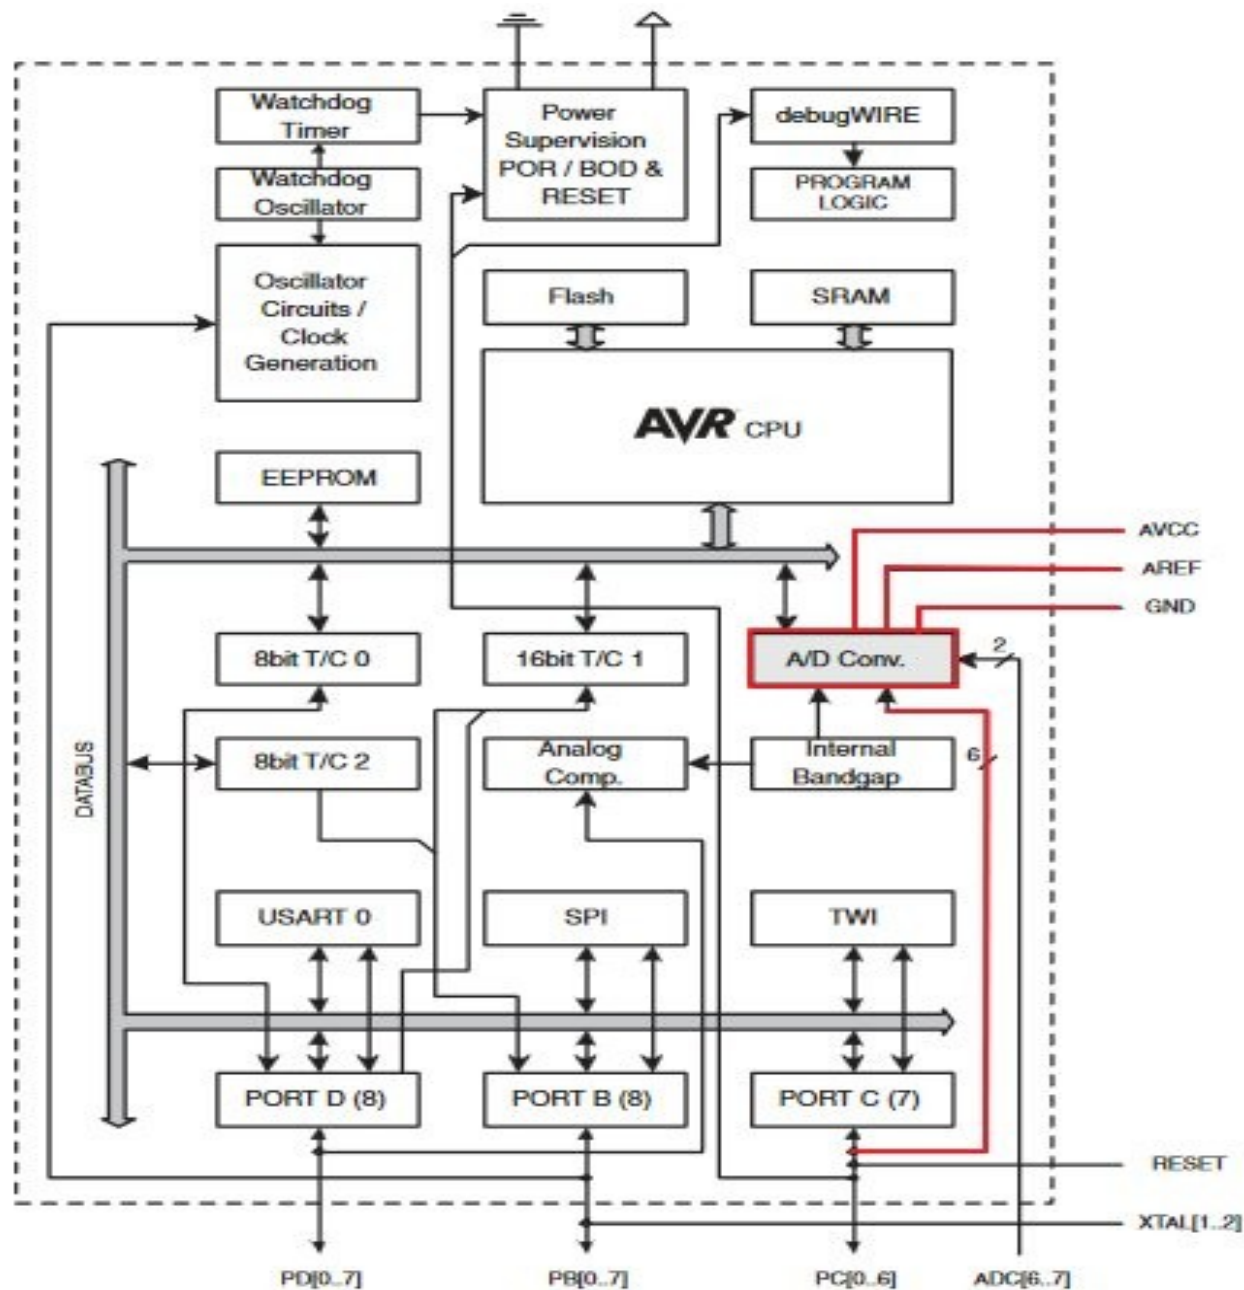 Watchdog
Timer
Power
Supervision
POR / BOD &
RESET
debugWIRE
Watchdog
Oscillator
PROGRAM
LOGIC
Oscillator
Circuits /
Clock
Generation
Flash
SRAM
AVR CPU
EEPROM
AVCC
AREF
GND
8bit T/C 0
16bit T/C 1
A/D Conv.
2
8bit T/C 2
Analog
Comp.
Internal
Bandgap
6
DATABUS
USART 0
SPI
TWI
PORT D (8)
PORT B (8)
PORT C (7)
RESET
XTAL[1..2]
PD[0..7]
PB[0..7]
PC[0..6]
ADC[6..7]